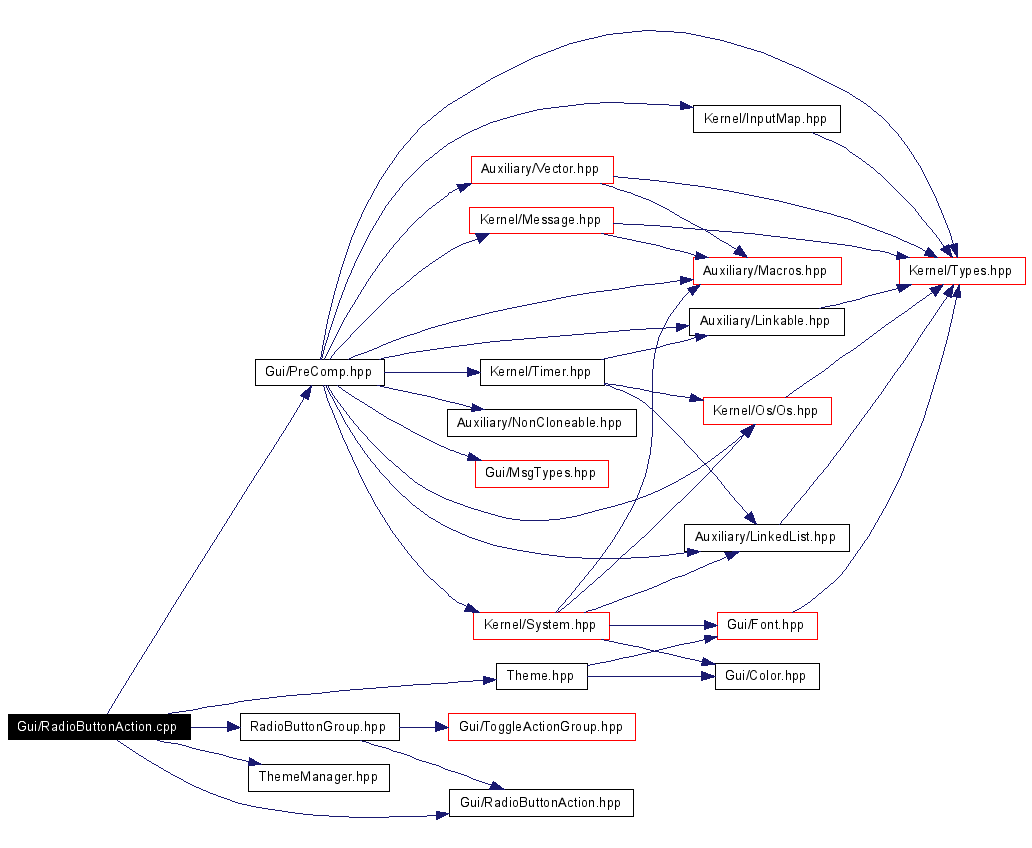 Kernel/InputMap.hpp
Auxiliary/Vector.hpp
Kernel/Message.hpp
Auxiliary/Macros.hpp
Kernel/Types.hpp
Auxiliary/Linkable.hpp
Gui/PreComp.hpp
Kernel/Timer.hpp
Kernel/Os/Os.hpp
Auxiliary/NonCloneable.hpp
Gui/MsgTypes.hpp
Auxiliary/LinkedList.hpp
Kernel/System.hpp
Gui/Font.hpp
Theme.hpp
Gui/Color.hpp
Gui/RadioButtonAction.cpp
RadioButtonGroup.hpp
Gui/ToggleActionGroup.hpp
ThemeManager.hpp
Gui/RadioButtonAction.hpp